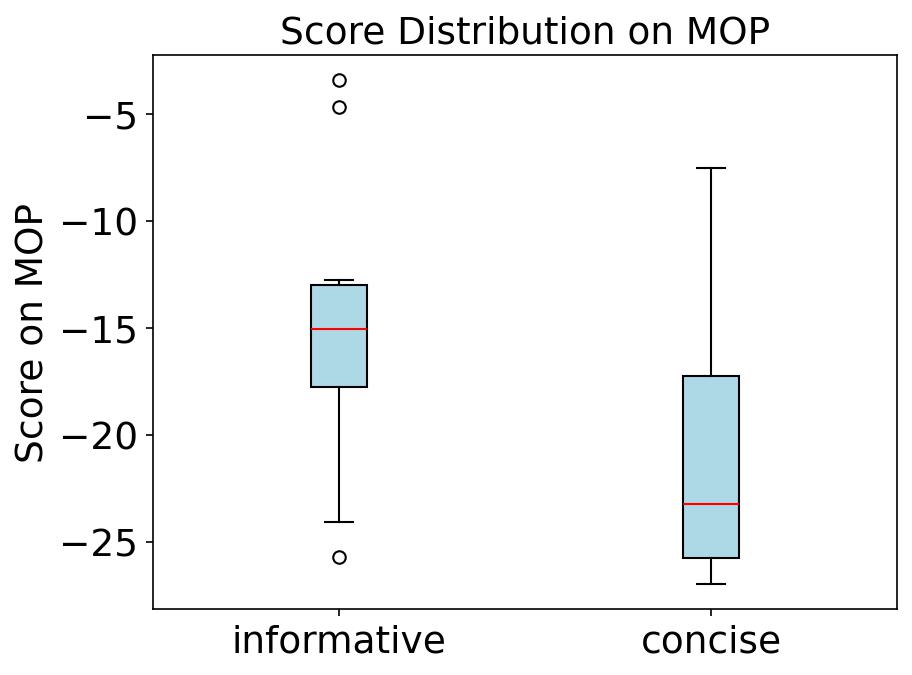 Score Distribution on MOP
Score on MOP
−5
−10
−15
−20
−25
informative
concise